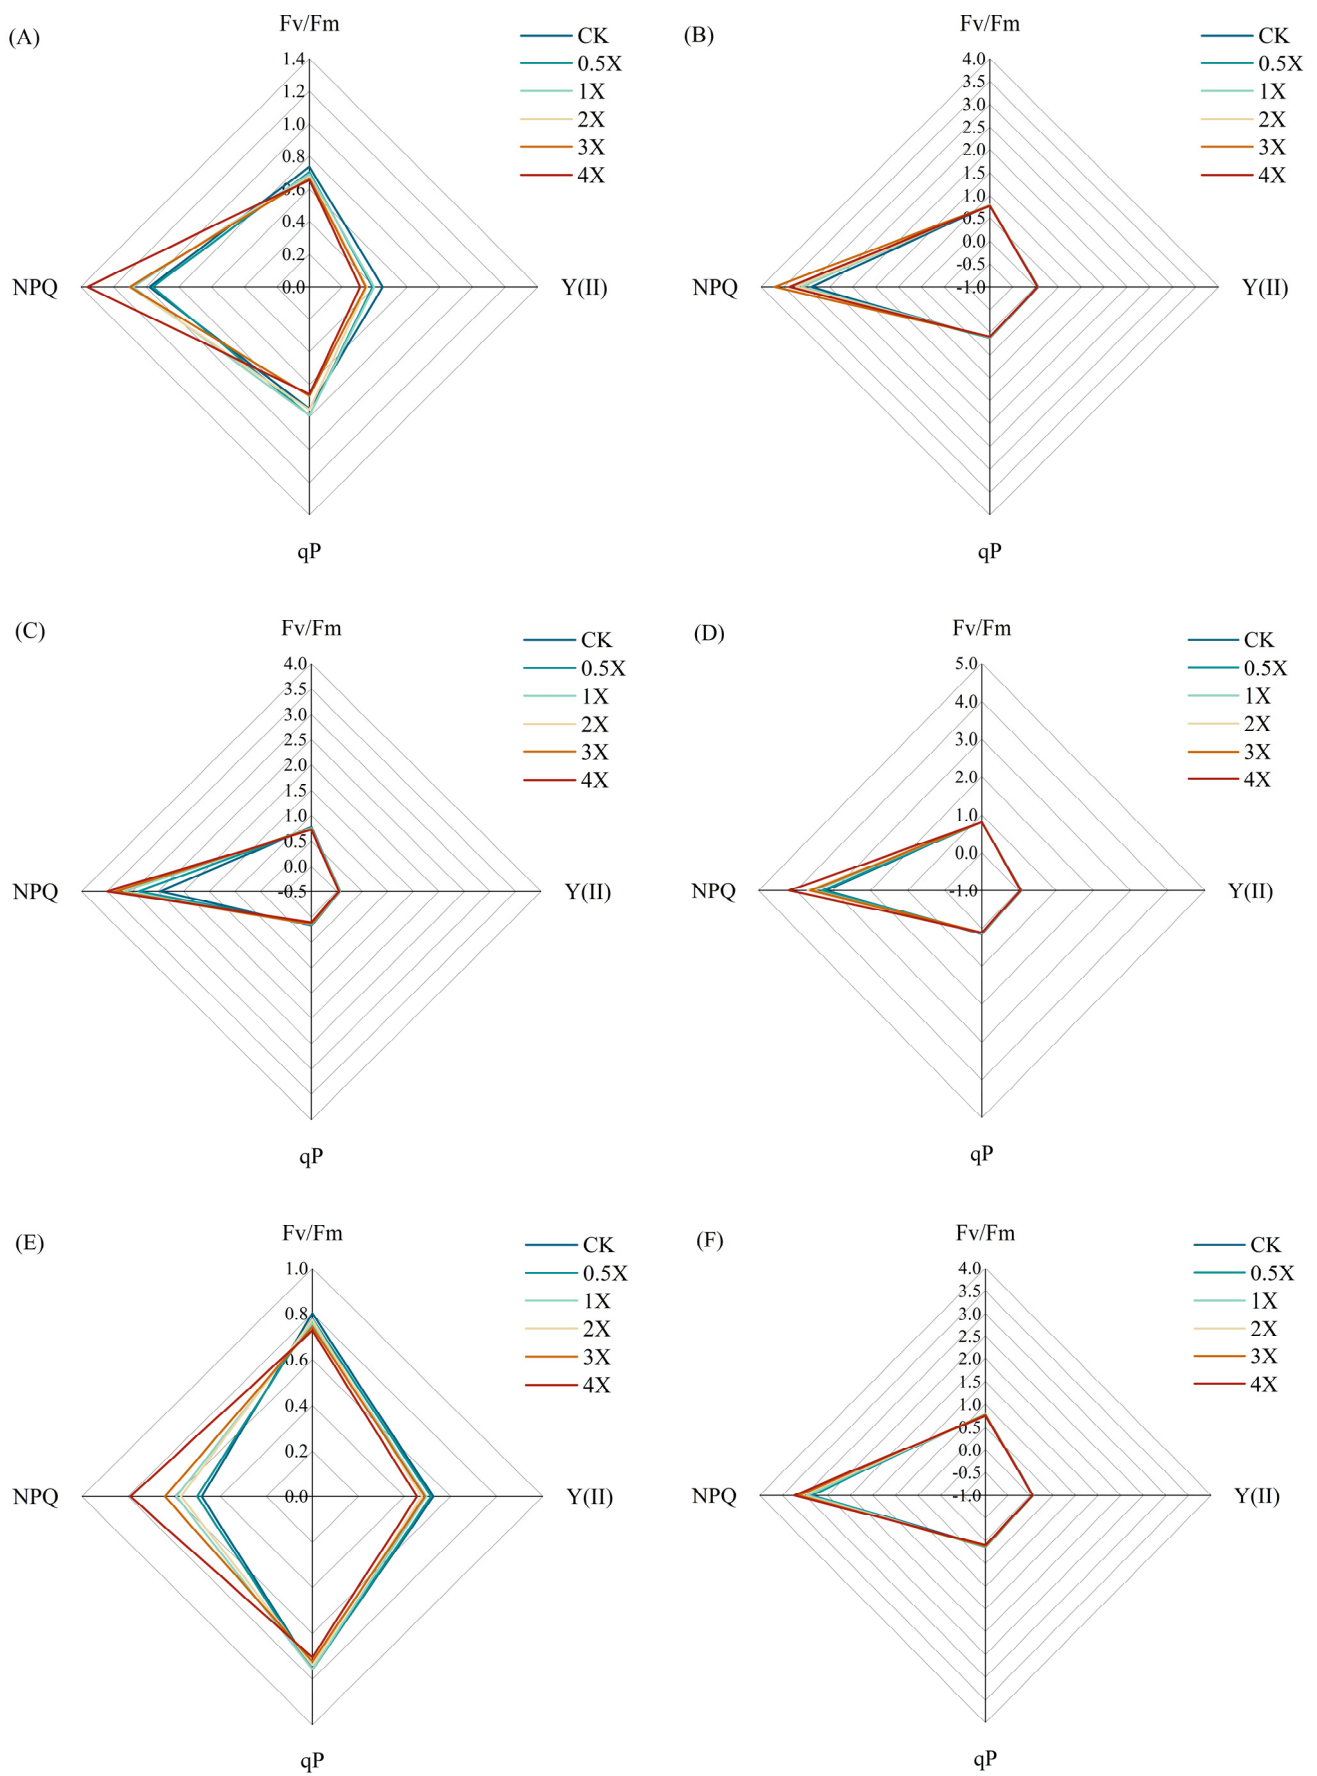 (A)
Fv/Fm
1.4
1.2
1.0
0.8
0.6
0.4
0.2
0.0
NPQ
Y(II)
qP
CK
0.5X
1X
2X
3X
4X
(B)
Fv/Fm
4.0
3.5
3.0
2.5
2.0
1.5
1.0
0.5
0.0
-0.5
-1.0
NPQ
Y(II)
qP
CK
0.5X
1X
2X
3X
4X
(C)
Fv/Fm
4.0
3.5
3.0
2.5
2.0
1.5
1.0
0.5
0.0
-0.5
NPQ
Y(II)
qP
CK
0.5X
1X
2X
3X
4X
(D)
Fv/Fm
5.0
4.0
3.0
2.0
1.0
0.0
-1.0
NPQ
Y(II)
qP
CK
0.5X
1X
2X
3X
4X
(E)
Fv/Fm
1.0
0.8
0.6
0.4
0.2
0.0
NPQ
Y(II)
qP
CK
0.5X
1X
2X
3X
4X
(F)
Fv/Fm
4.0
3.5
3.0
2.5
2.0
1.5
1.0
0.5
0.0
-0.5
-1.0
NPQ
Y(II)
qP
CK
0.5X
1X
2X
3X
4X